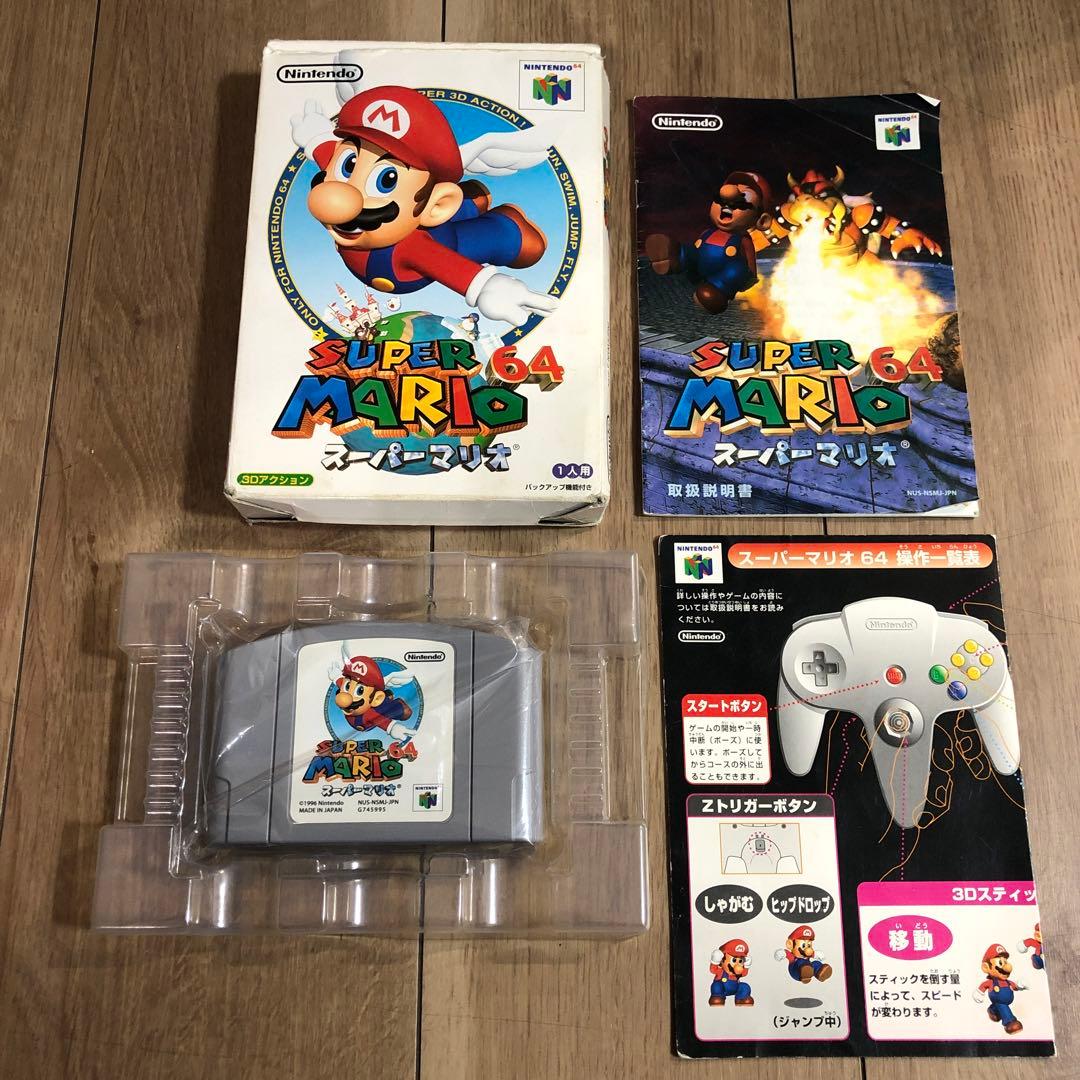 Nintendo
NINTENDO 64
SUPER 3D ACTION !
RUN, SWIM, JUMP, FLY, A
★ ONLY FOR NINTENDO 64 ★
SUPER
MARIO 64
スーパーマリオ®
3Dアクション
1人用
バックアップ機能付き
Nintendo
NINTENDO 64
SUPER
MARIO 64
スーパーマリオ®
取扱説明書
NUS-NSMJ-JPN
Nintendo
SUPER
MARIO 64
スーパーマリオ®
©1996 Nintendo NUS-NSMJ-JPN
MADE IN JAPAN G745995
NINTENDO 64
NINTENDO 64
スーパーマリオ 64 操作一覧表
詳しい操作やゲームの内容に
ついては取扱説明書をお読み
ください。
Nintendo
Nintendo
スタートボタン
ゲームの開始や一時
中断（ポーズ）に使
います。ポーズして
からコースの外に出
ることもできます。
Zトリガーボタン
しゃがむ
ヒップドロップ
（ジャンプ中）
3Dスティッ
移動
スティックを倒す量
によって、スピード
が変わります。